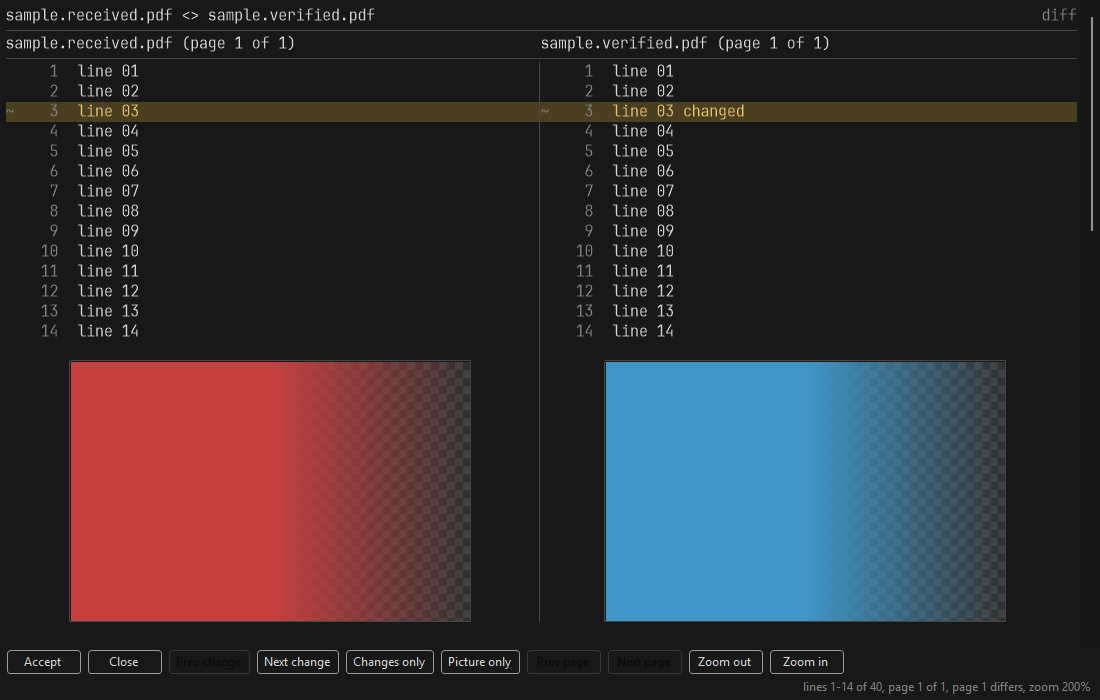 sample.received.pdf <> sample.verified.pdf diff
sample.received.pdf (page 1 of 1) sample.verified.pdf (page 1 of 1)
1 line 01 1 line 01
2 line 02 2 line 02
~ 3 line 03 ~ 3 line 03 changed
4 line 04 4 line 04
5 line 05 5 line 05
6 line 06 6 line 06
7 line 07 7 line 07
8 line 08 8 line 08
9 line 09 9 line 09
10 line 10 10 line 10
11 line 11 11 line 11
12 line 12 12 line 12
13 line 13 13 line 13
14 line 14 14 line 14
Accept Close Prev change Next change Changes only Picture only Prev page Next page Zoom out Zoom in
lines 1-14 of 40, page 1 of 1, page 1 differs, zoom 200%